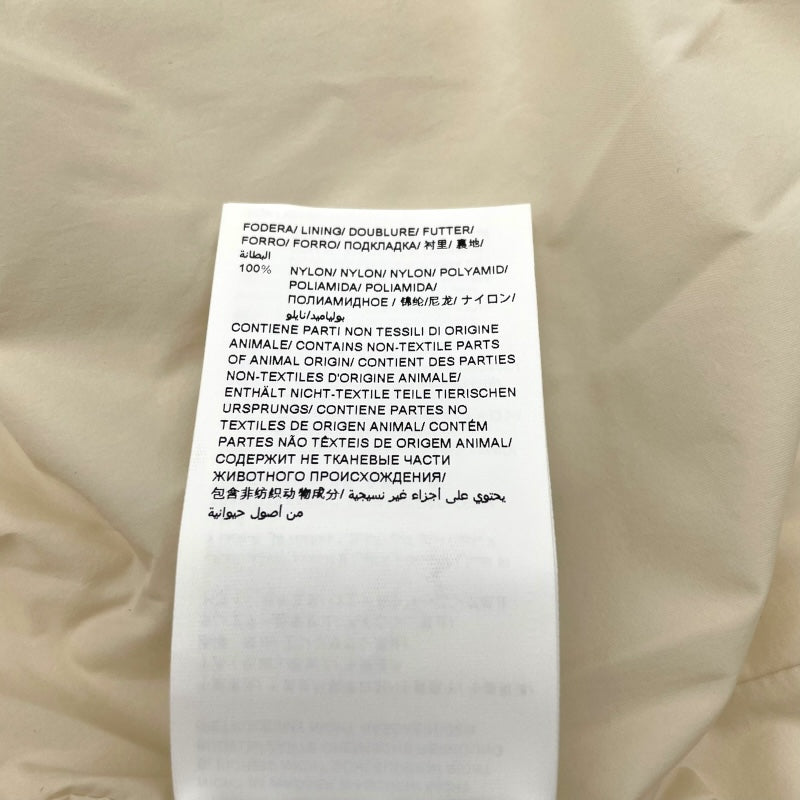 FODERA/ LINING/ DOUBLURE/ FUTTER/
FORRO/ FORRO/ ПОДКЛАДКА/ 衬里/ 裏地/
البطانة
100% NYLON/ NYLON/ NYLON/ POLYAMID/
POLIAMIDA/ POLIAMIDA/
ПОЛИАМИДНОЕ / 锦纶/尼龙/ ナイロン/
بولياميد/نايلو
CONTIENE PARTI NON TESSILI DI ORIGINE
ANIMALE/ CONTAINS NON-TEXTILE PARTS
OF ANIMAL ORIGIN/ CONTIENT DES PARTIES
NON-TEXTILES D'ORIGINE ANIMALE/
ENTHÄLT NICHT-TEXTILE TEILE TIERISCHEN
URSPRUNGS/ CONTIENE PARTES NO
TEXTILES DE ORIGEN ANIMAL/ CONTÉM
PARTES NÃO TÊXTEIS DE ORIGEM ANIMAL/
СОДЕРЖИТ НЕ ТКАНЕВЫЕ ЧАСТИ
ЖИВОТНОГО ПРОИСХОЖДЕНИЯ/
包含非纺织动物成分/ يحتوي على أجزاء غير نسيجية
من أصول حيوانية